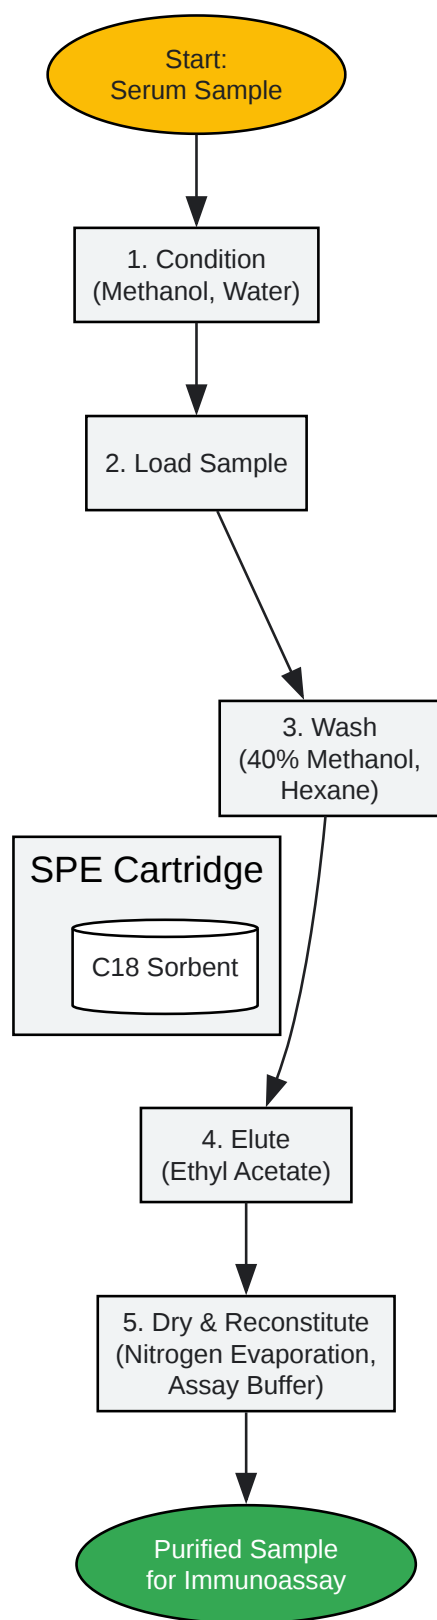 Start:
Serum Sample
1. Condition
(Methanol, Water)
2. Load Sample
3. Wash
(40% Methanol,
Hexane)
SPE Cartridge
C18 Sorbent
4. Elute
(Ethyl Acetate)
5. Dry & Reconstitute
(Nitrogen Evaporation,
Assay Buffer)
Purified Sample
for Immunoassay